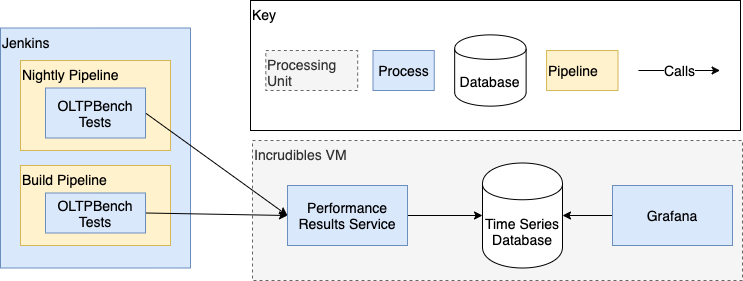 Key
Processing
Unit
Process
Database
Pipeline
Calls
Jenkins
Nightly Pipeline
OLTPBench
Tests
Build Pipeline
OLTPBench
Tests
Incrudibles VM
Performance
Results Service
Time Series
Database
Grafana